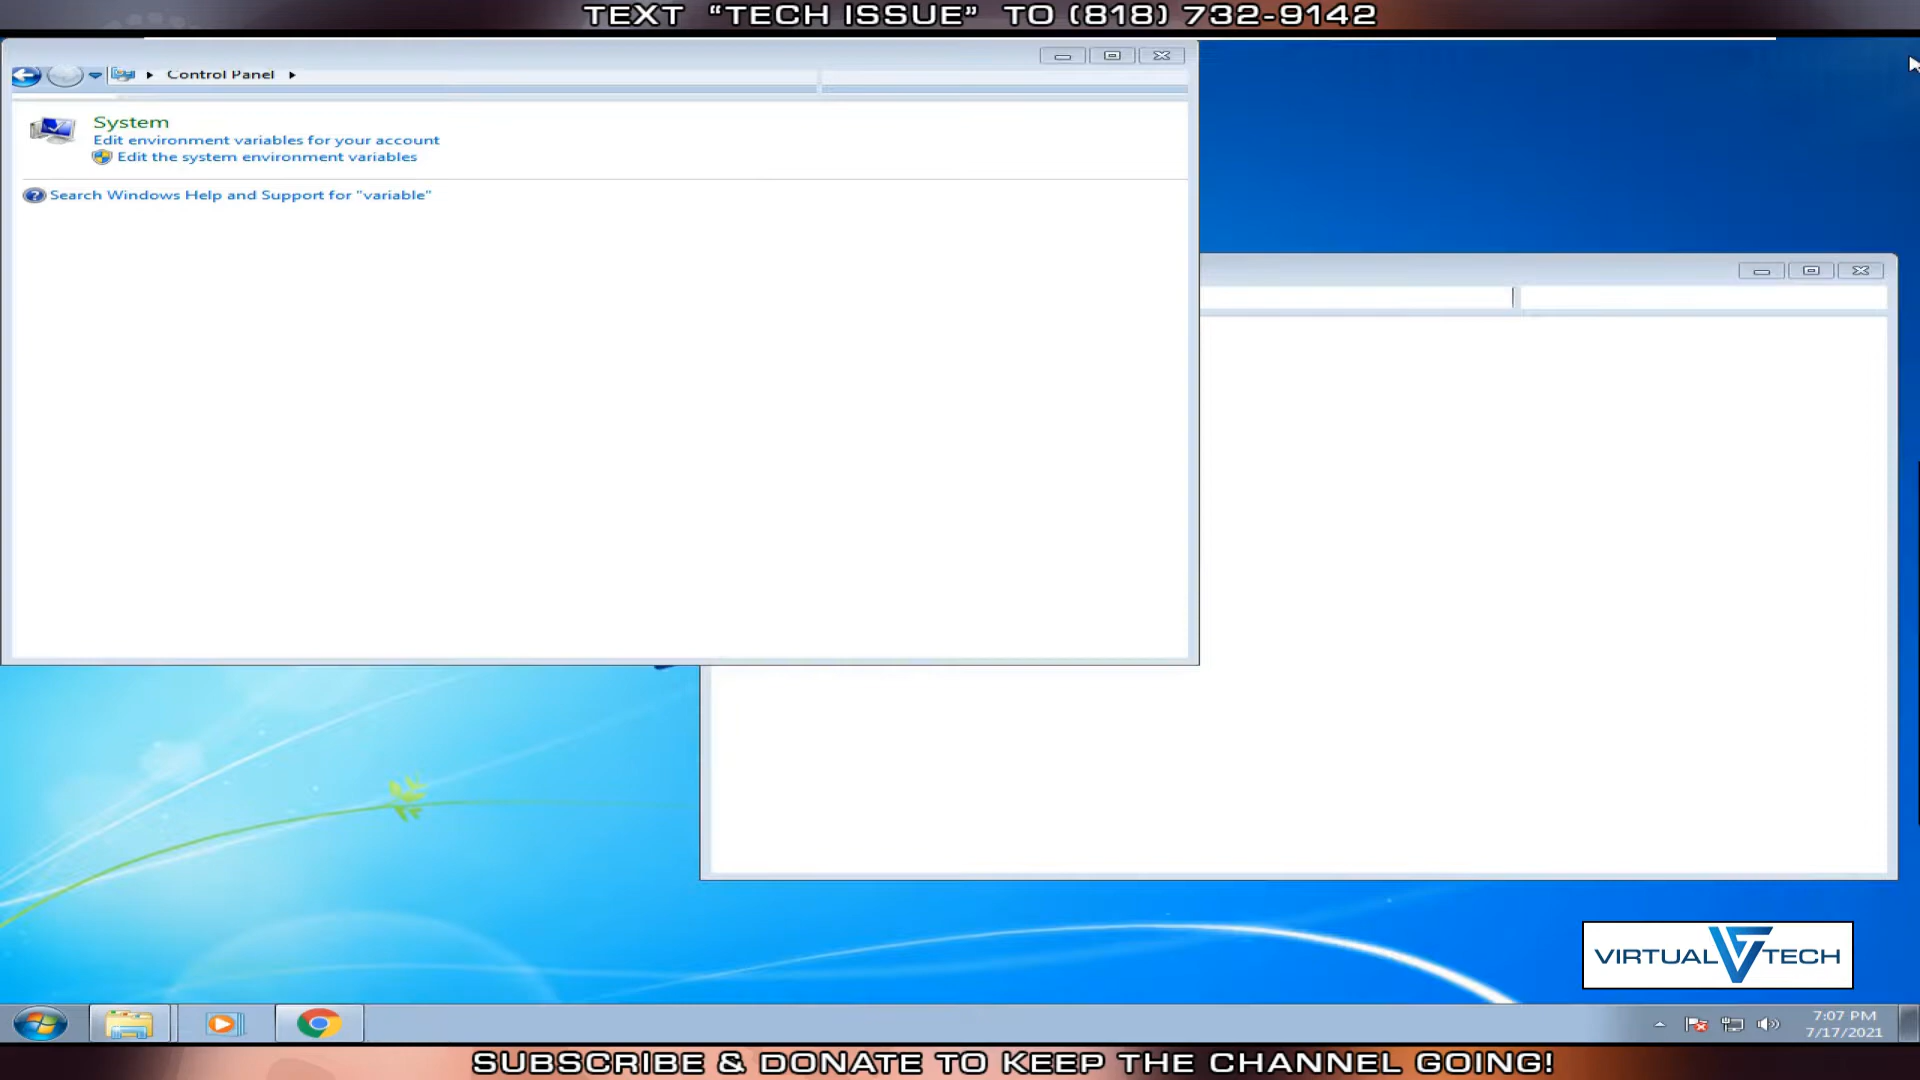 TEXT “TECH ISSUE” TO (818) 732-9142
Control Panel
System
Edit environment variables for your account
Edit the system environment variables
Search Windows Help and Support for "variable"
VIRTUAL VT TECH
7:07 PM
7/17/2021
SUBSCRIBE & DONATE TO KEEP THE CHANNEL GOING!